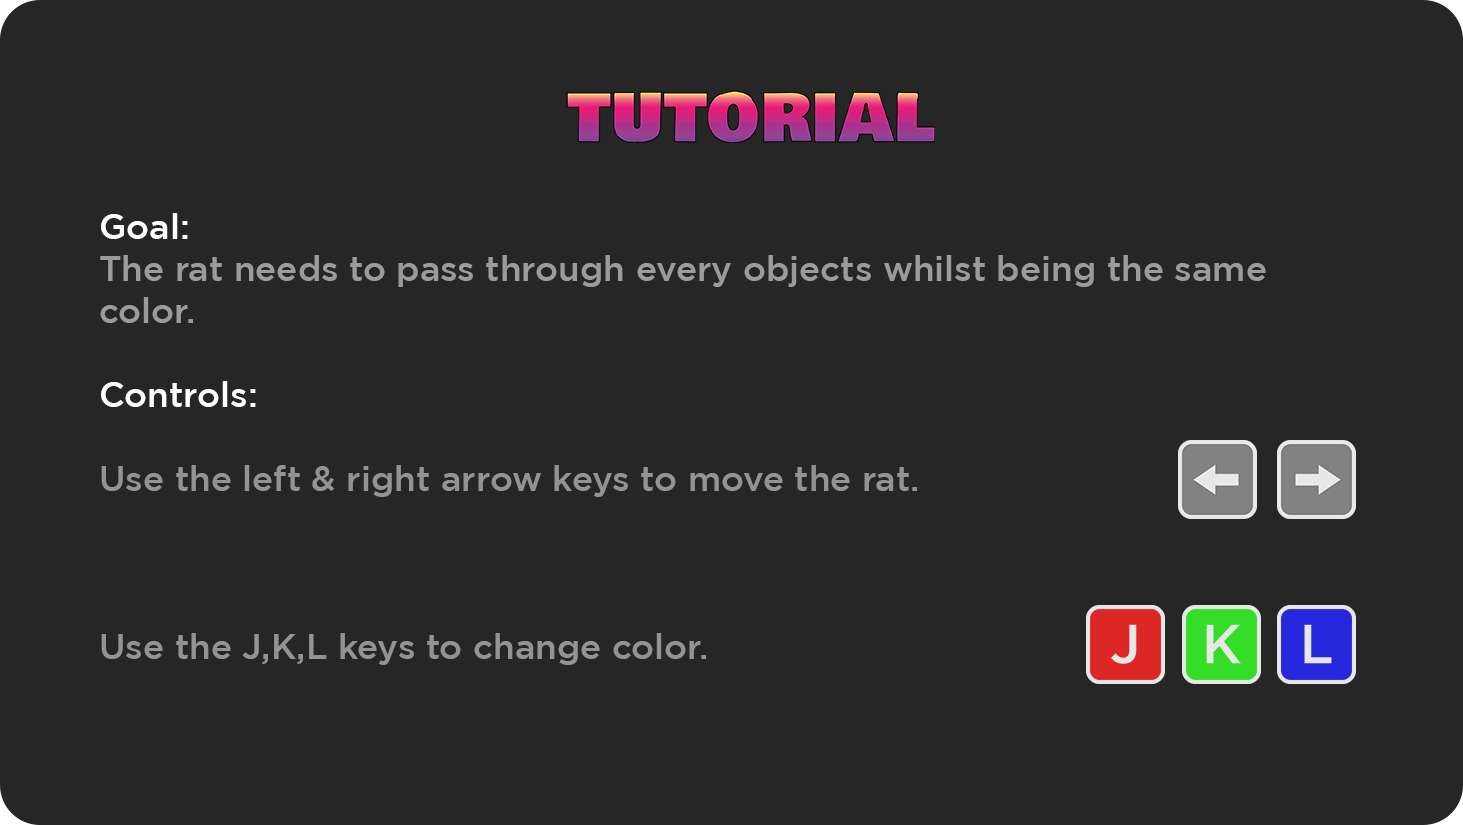 TUTORIAL
Goal:
The rat needs to pass through every objects whilst being the same
color.
Controls:
Use the left & right arrow keys to move the rat.
Use the J,K,L keys to change color.
J K L